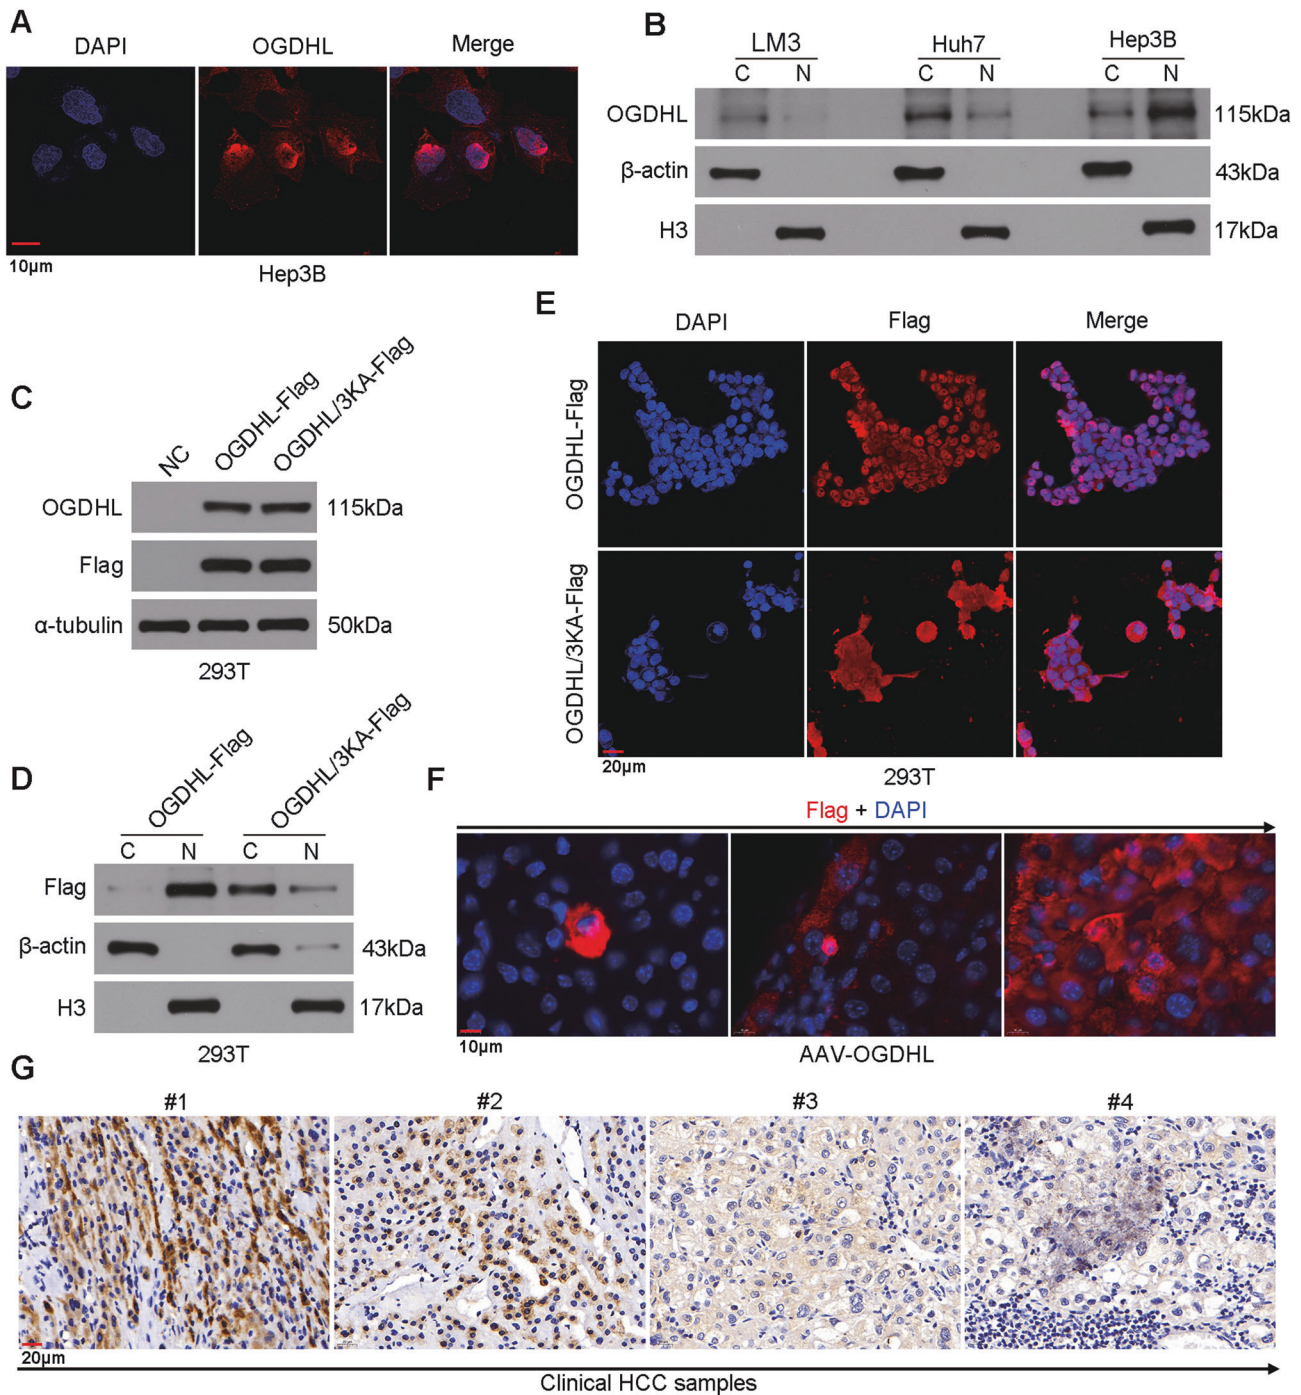 A
DAPI OGDHL Merge
10μm
Hep3B
B
LM3 Huh7 Hep3B
C N C N C N
OGDHL 115kDa
β-actin 43kDa
H3 17kDa
C
NC OGDHL-Flag OGDHL/3KA-Flag
OGDHL 115kDa
Flag
α-tubulin 50kDa
293T
D
OGDHL-Flag OGDHL/3KA-Flag
C N C N
Flag
β-actin 43kDa
H3 17kDa
293T
E
DAPI Flag Merge
OGDHL-Flag
OGDHL/3KA-Flag
20μm
293T
F
Flag + DAPI
10μm
AAV-OGDHL
G
#1 #2 #3 #4
20μm
Clinical HCC samples